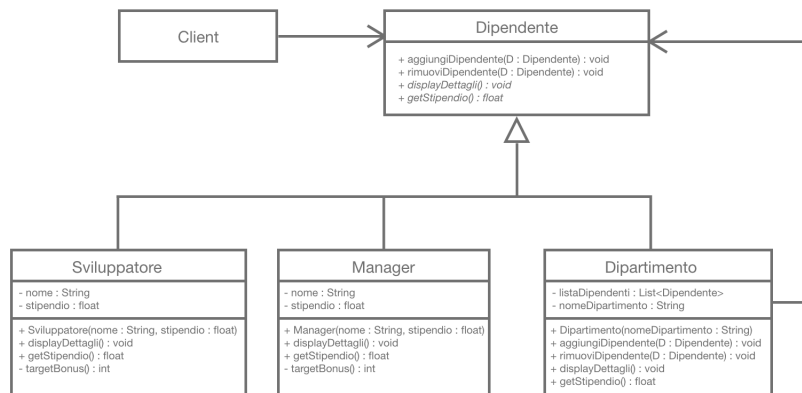 Client
Dipendente
+ aggiungiDipendente(D : Dipendente) : void
+ rimuoviDipendente(D : Dipendente) : void
+ displayDettagli() : void
+ getStipendio() : float
Sviluppatore
- nome : String
- stipendio : float
+ Sviluppatore(nome : String, stipendio : float)
+ displayDettagli() : void
+ getStipendio() : float
- targetBonus() : int
Manager
- nome : String
- stipendio : float
+ Manager(nome : String, stipendio : float)
+ displayDettagli() : void
+ getStipendio() : float
- targetBonus() : int
Dipartimento
- listaDipendenti : List<Dipendente>
- nomeDipartimento : String
+ Dipartimento(nomeDipartimento : String)
+ aggiungiDipendente(D : Dipendente) : void
+ rimuoviDipendente(D : Dipendente) : void
+ displayDettagli() : void
+ getStipendio() : float